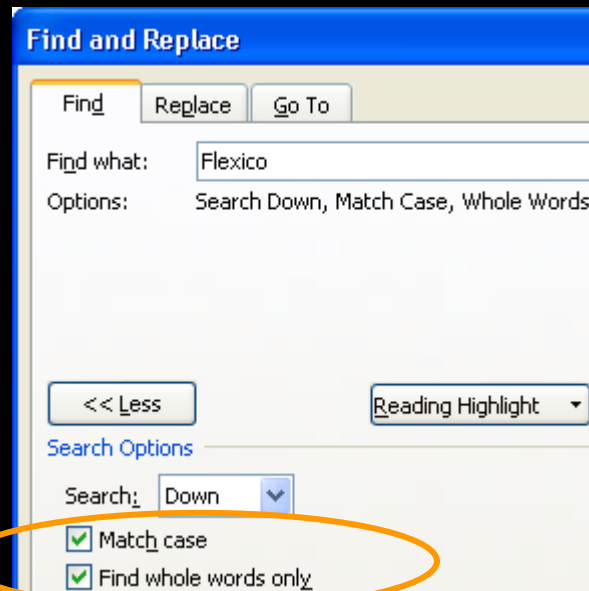 Find and Replace
Find Replace Go To
Find what: Flexico
Options: Search Down, Match Case, Whole Words
<< Less Reading Highlight
Search Options
Search: Down
Match case
Find whole words only